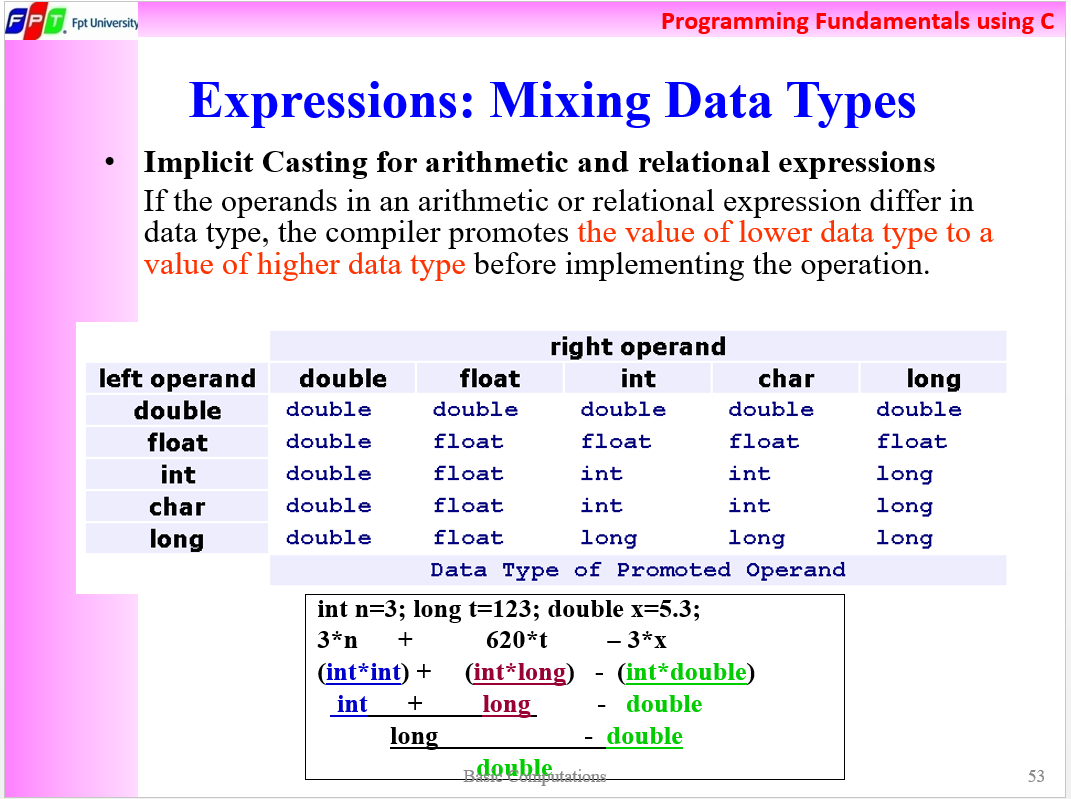 FPT. Fpt University
Programming Fundamentals using C
Expressions: Mixing Data Types
• Implicit Casting for arithmetic and relational expressions
If the operands in an arithmetic or relational expression differ in
data type, the compiler promotes the value of lower data type to a
value of higher data type before implementing the operation.
right operand
left operand double float int char long
double double double double double double
float double float float float float
int double float int int long
char double float int int long
long double float long long long
Data Type of Promoted Operand
int n=3; long t=123; double x=5.3;
3*n + 620*t – 3*x
(int*int) + (int*long) - (int*double)
int + long - double
long - double
double
Basic Computations 53